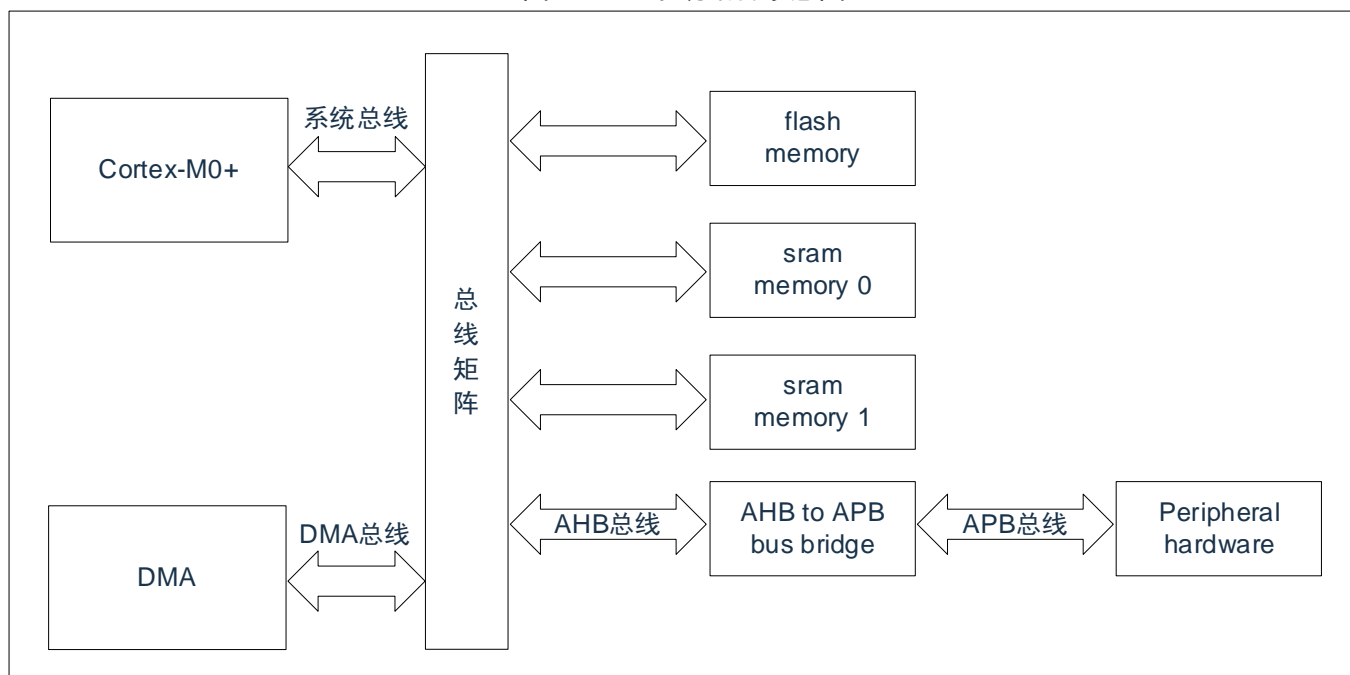 系统总线
Cortex-M0+
flash
memory
sram
memory 0
总
线
矩
阵
sram
memory 1
DMA总线
DMA
AHB总线
AHB to APB
bus bridge
APB总线
Peripheral
hardware